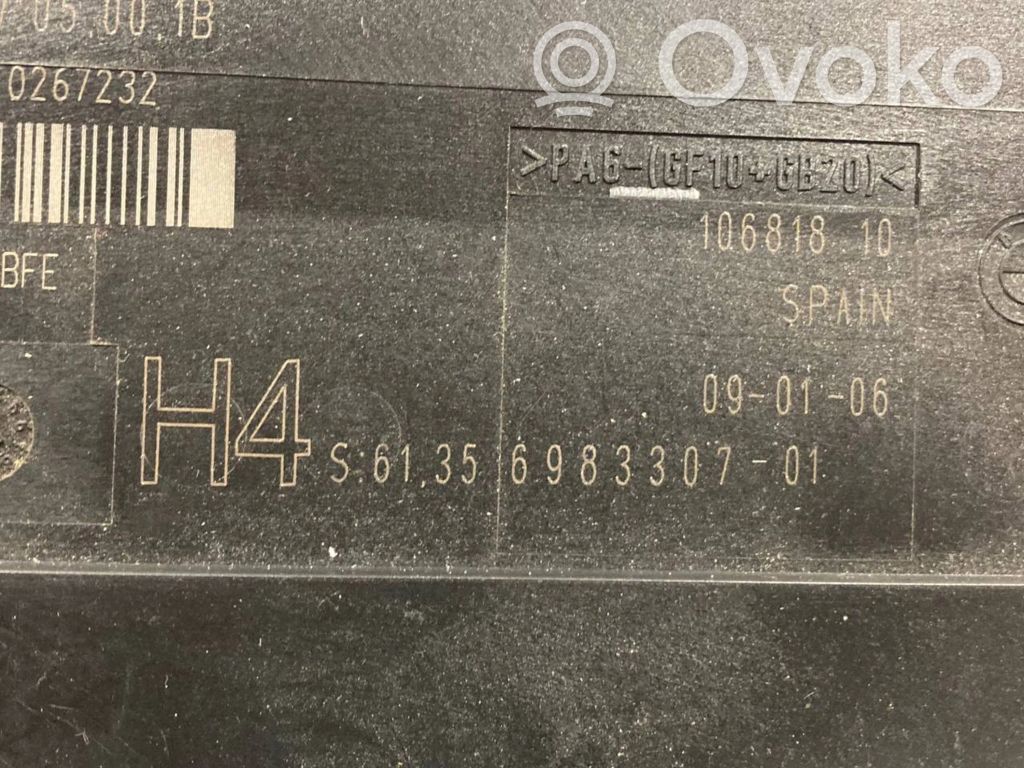 05.00.1B
Ovoko
0267232
>PA6-(GF10+GB20)<
106818 10
BFE
SPAIN
09-01-06
H4 S:61.35 6983307-01